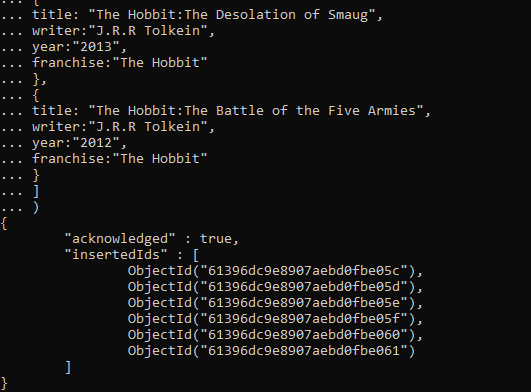 ... {
... title: "The Hobbit:The Desolation of Smaug",
... writer:"J.R.R Tolkein",
... year:"2013",
... franchise:"The Hobbit"
... },
... {
... title: "The Hobbit:The Battle of the Five Armies",
... writer:"J.R.R Tolkein",
... year:"2012",
... franchise:"The Hobbit"
... }
... ]
... )
{
        "acknowledged" : true,
        "insertedIds" : [
                ObjectId("61396dc9e8907aebd0fbe05c"),
                ObjectId("61396dc9e8907aebd0fbe05d"),
                ObjectId("61396dc9e8907aebd0fbe05e"),
                ObjectId("61396dc9e8907aebd0fbe05f"),
                ObjectId("61396dc9e8907aebd0fbe060"),
                ObjectId("61396dc9e8907aebd0fbe061")
        ]
}